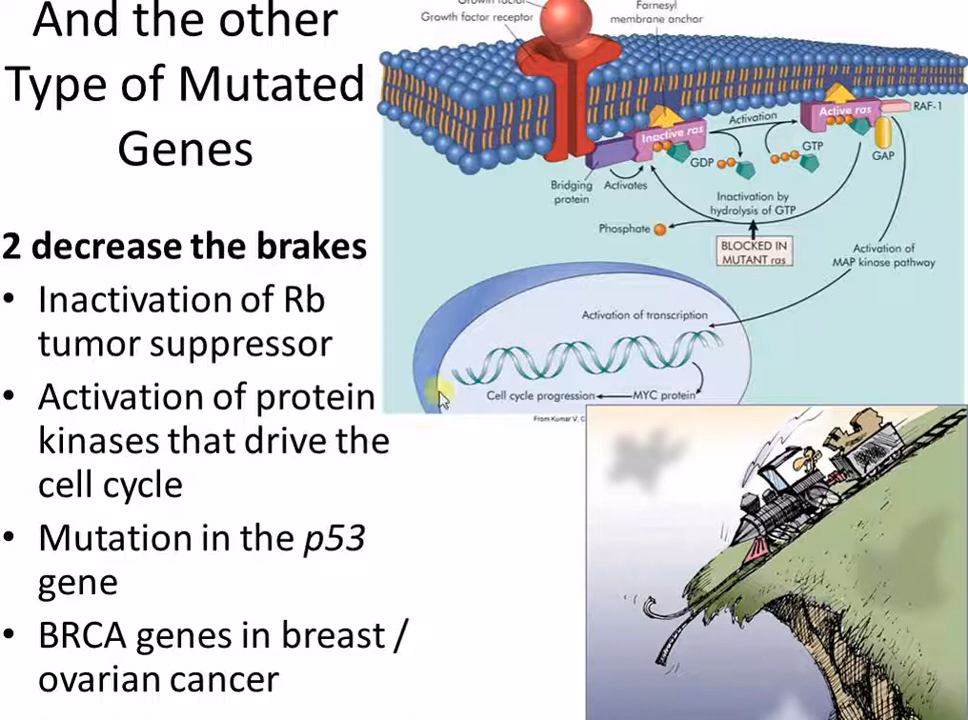 And the other
Type of Mutated
Genes
2 decrease the brakes
• Inactivation of Rb
tumor suppressor
• Activation of protein
kinases that drive the
cell cycle
• Mutation in the p53
gene
• BRCA genes in breast /
ovarian cancer
Growth factor
Growth factor receptor
Farnesyl
membrane anchor
Inactive ras
Activation
Active ras
RAF-1
GDP
GTP
GAP
Bridging
protein
Activates
Inactivation by
hydrolysis of GTP
Phosphate
BLOCKED IN
MUTANT ras
Activation of
MAP kinase pathway
Activation of transcription
Cell cycle progression
MYC protein
From Kumar V, C